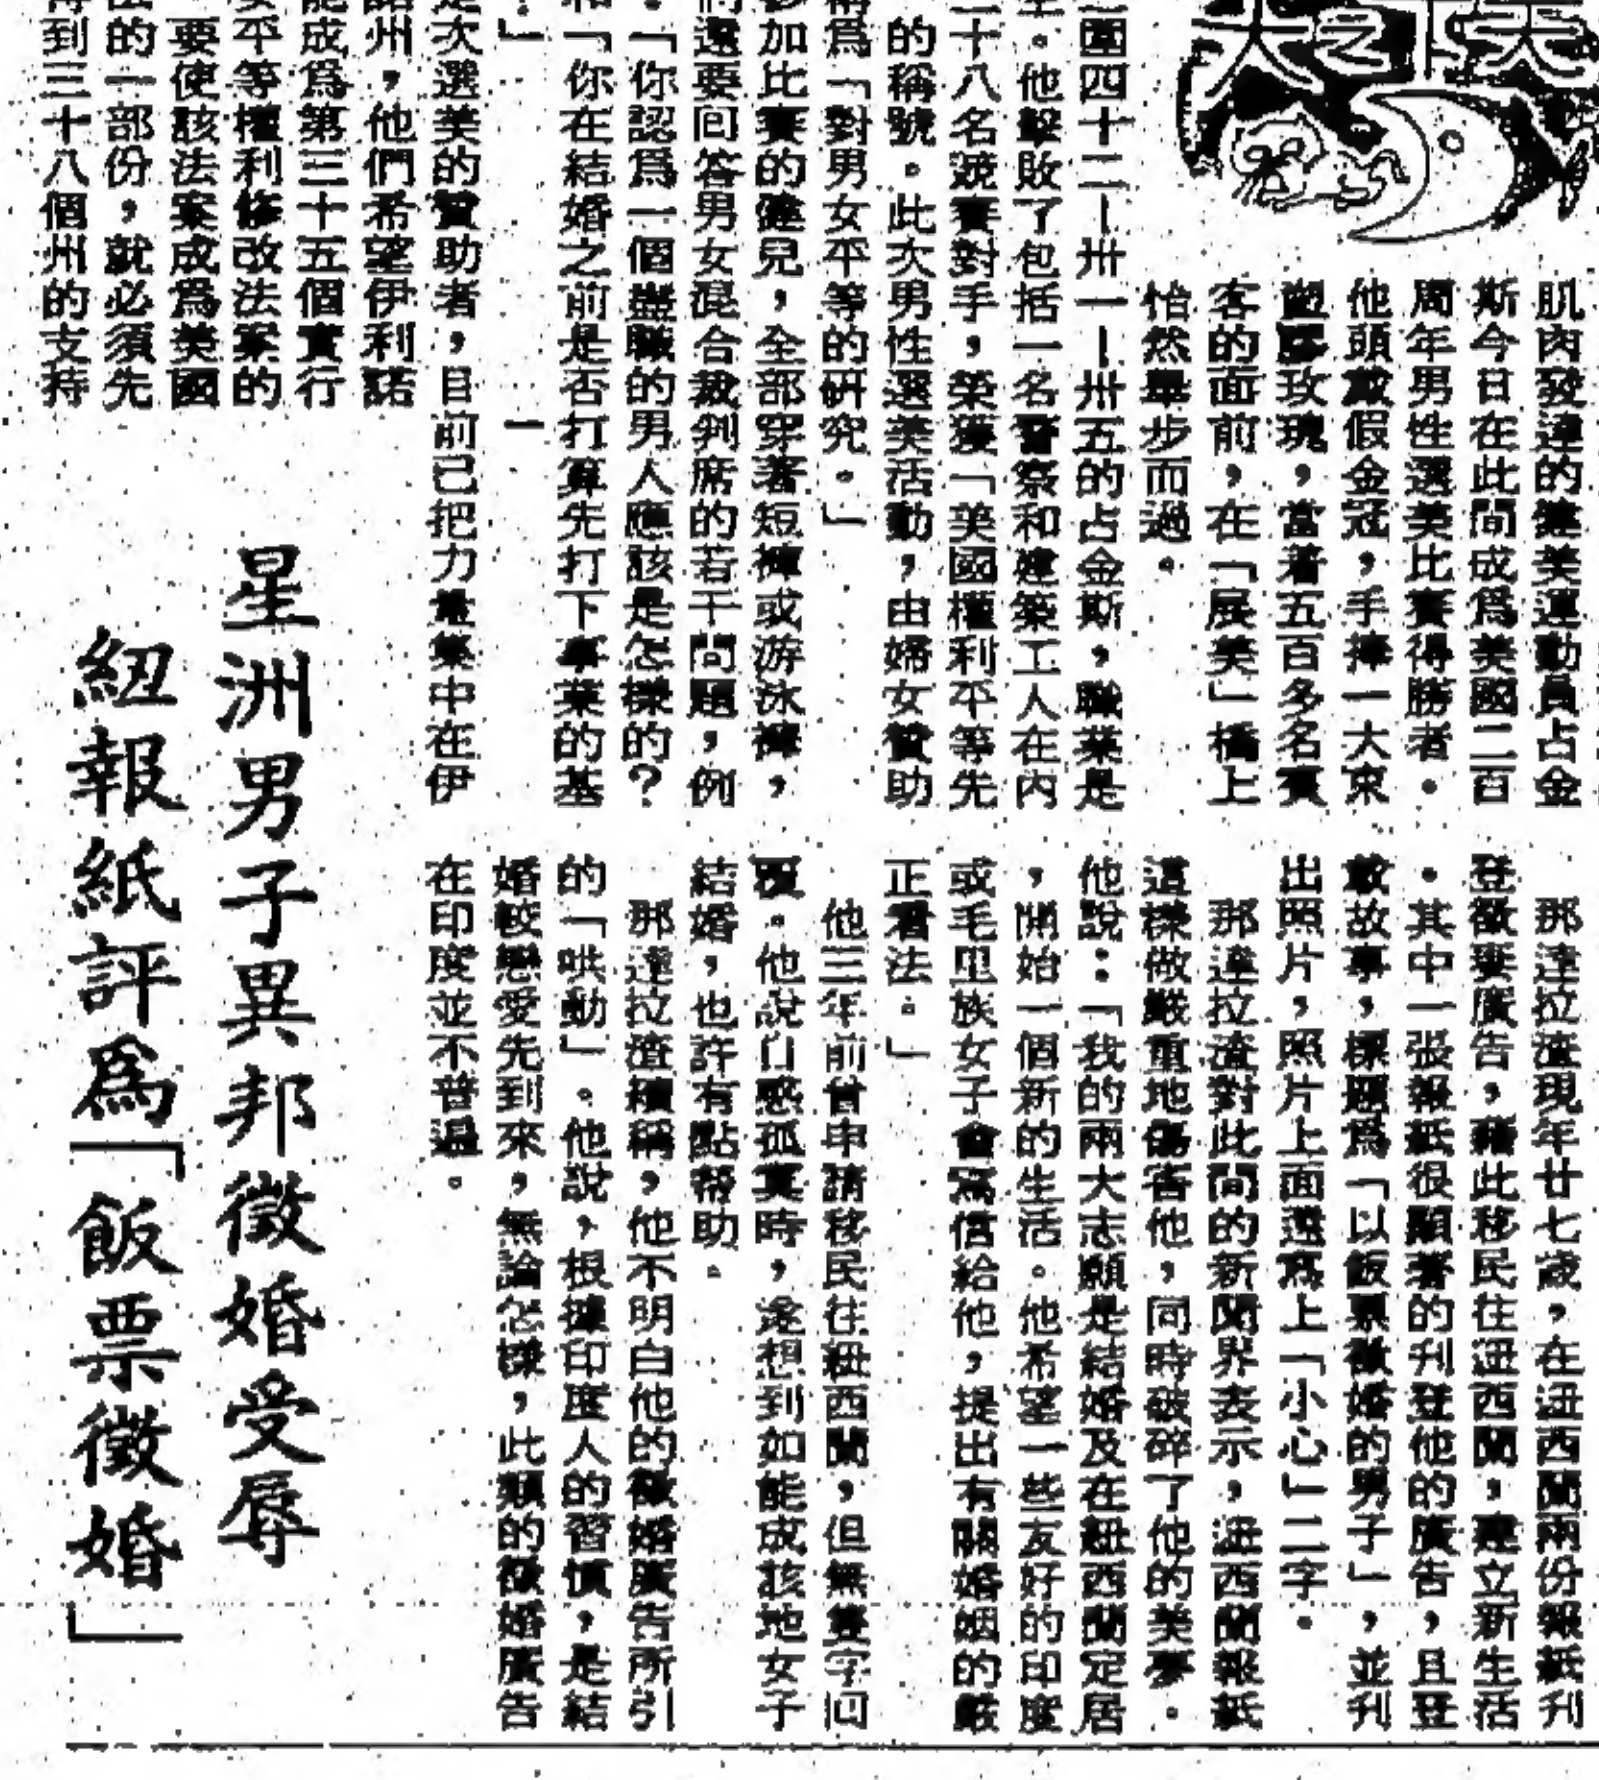 天下之大
肌肉發達的健美運動員占金
斯今日在此間成爲美國二百
周年男性選美比賽得勝者。
他頭戴假金冠,手捧一大束
玫瑰,當着五百多名賓
客的面前,在「展美」橋上
怡然舉步而過。
圍四十二—卅一—卅五的占金斯,職業是
。他擊敗了包括一名警察和建築工人在內
二十八名競賽對手,榮獲「美國權利平等先
的稱號。此次男性選美活動,由婦女贊助
稱爲「對男女平等的研究。」
參加比賽的健兒,全部穿著短褲或游泳褲,
們還要回答男女混合裁判席的若干問題,例
。「你認爲一個盡職的男人應該是怎樣的?
和「你在結婚之前是否打算先打下事業的基
?」
是次選美的贊助者,目前已把力量集中在伊
諾州,他們希望伊利諾
能成爲第三十五個實行
平等權利修改法案的
要使該法案成爲美國
法的一部份,就必須先
得到三十八個州的支持
星洲男子異邦徵婚受辱
紐報紙評爲「飯票徵婚」
那達拉渣現年廿七歲,在紐西蘭兩份報紙刊
登徵妻廣告,藉此移民往紐西蘭,建立新生活
。其中一張報紙很顯著的刊登他的廣告,且登
載故事,標題爲「以飯票徵婚的男子」,並刊
出照片,照片上面還寫上「小心」二字。
那達拉渣對此間的新聞界表示,紐西蘭報紙
這樣做嚴重地傷害他,同時破碎了他的美夢。
他說:「我的兩大志願是結婚及在紐西蘭定居
,開始一個新的生活。他希望一些友好的印度
或毛里族女子會寫信給他,提出有關婚姻的嚴
正看法。」
他三年前曾申請移民往紐西蘭,但無隻字回
覆。他說自感孤寞時,遂想到如能成該地女子
結婚,也許有點幫助。
那達拉渣續稱,他不明白他的徵婚廣告所引
的「哄動」。他說,根據印度人的習慣,是結
婚較戀愛先到來,無論怎樣,此類的徵婚廣告
在印度並不普遍。